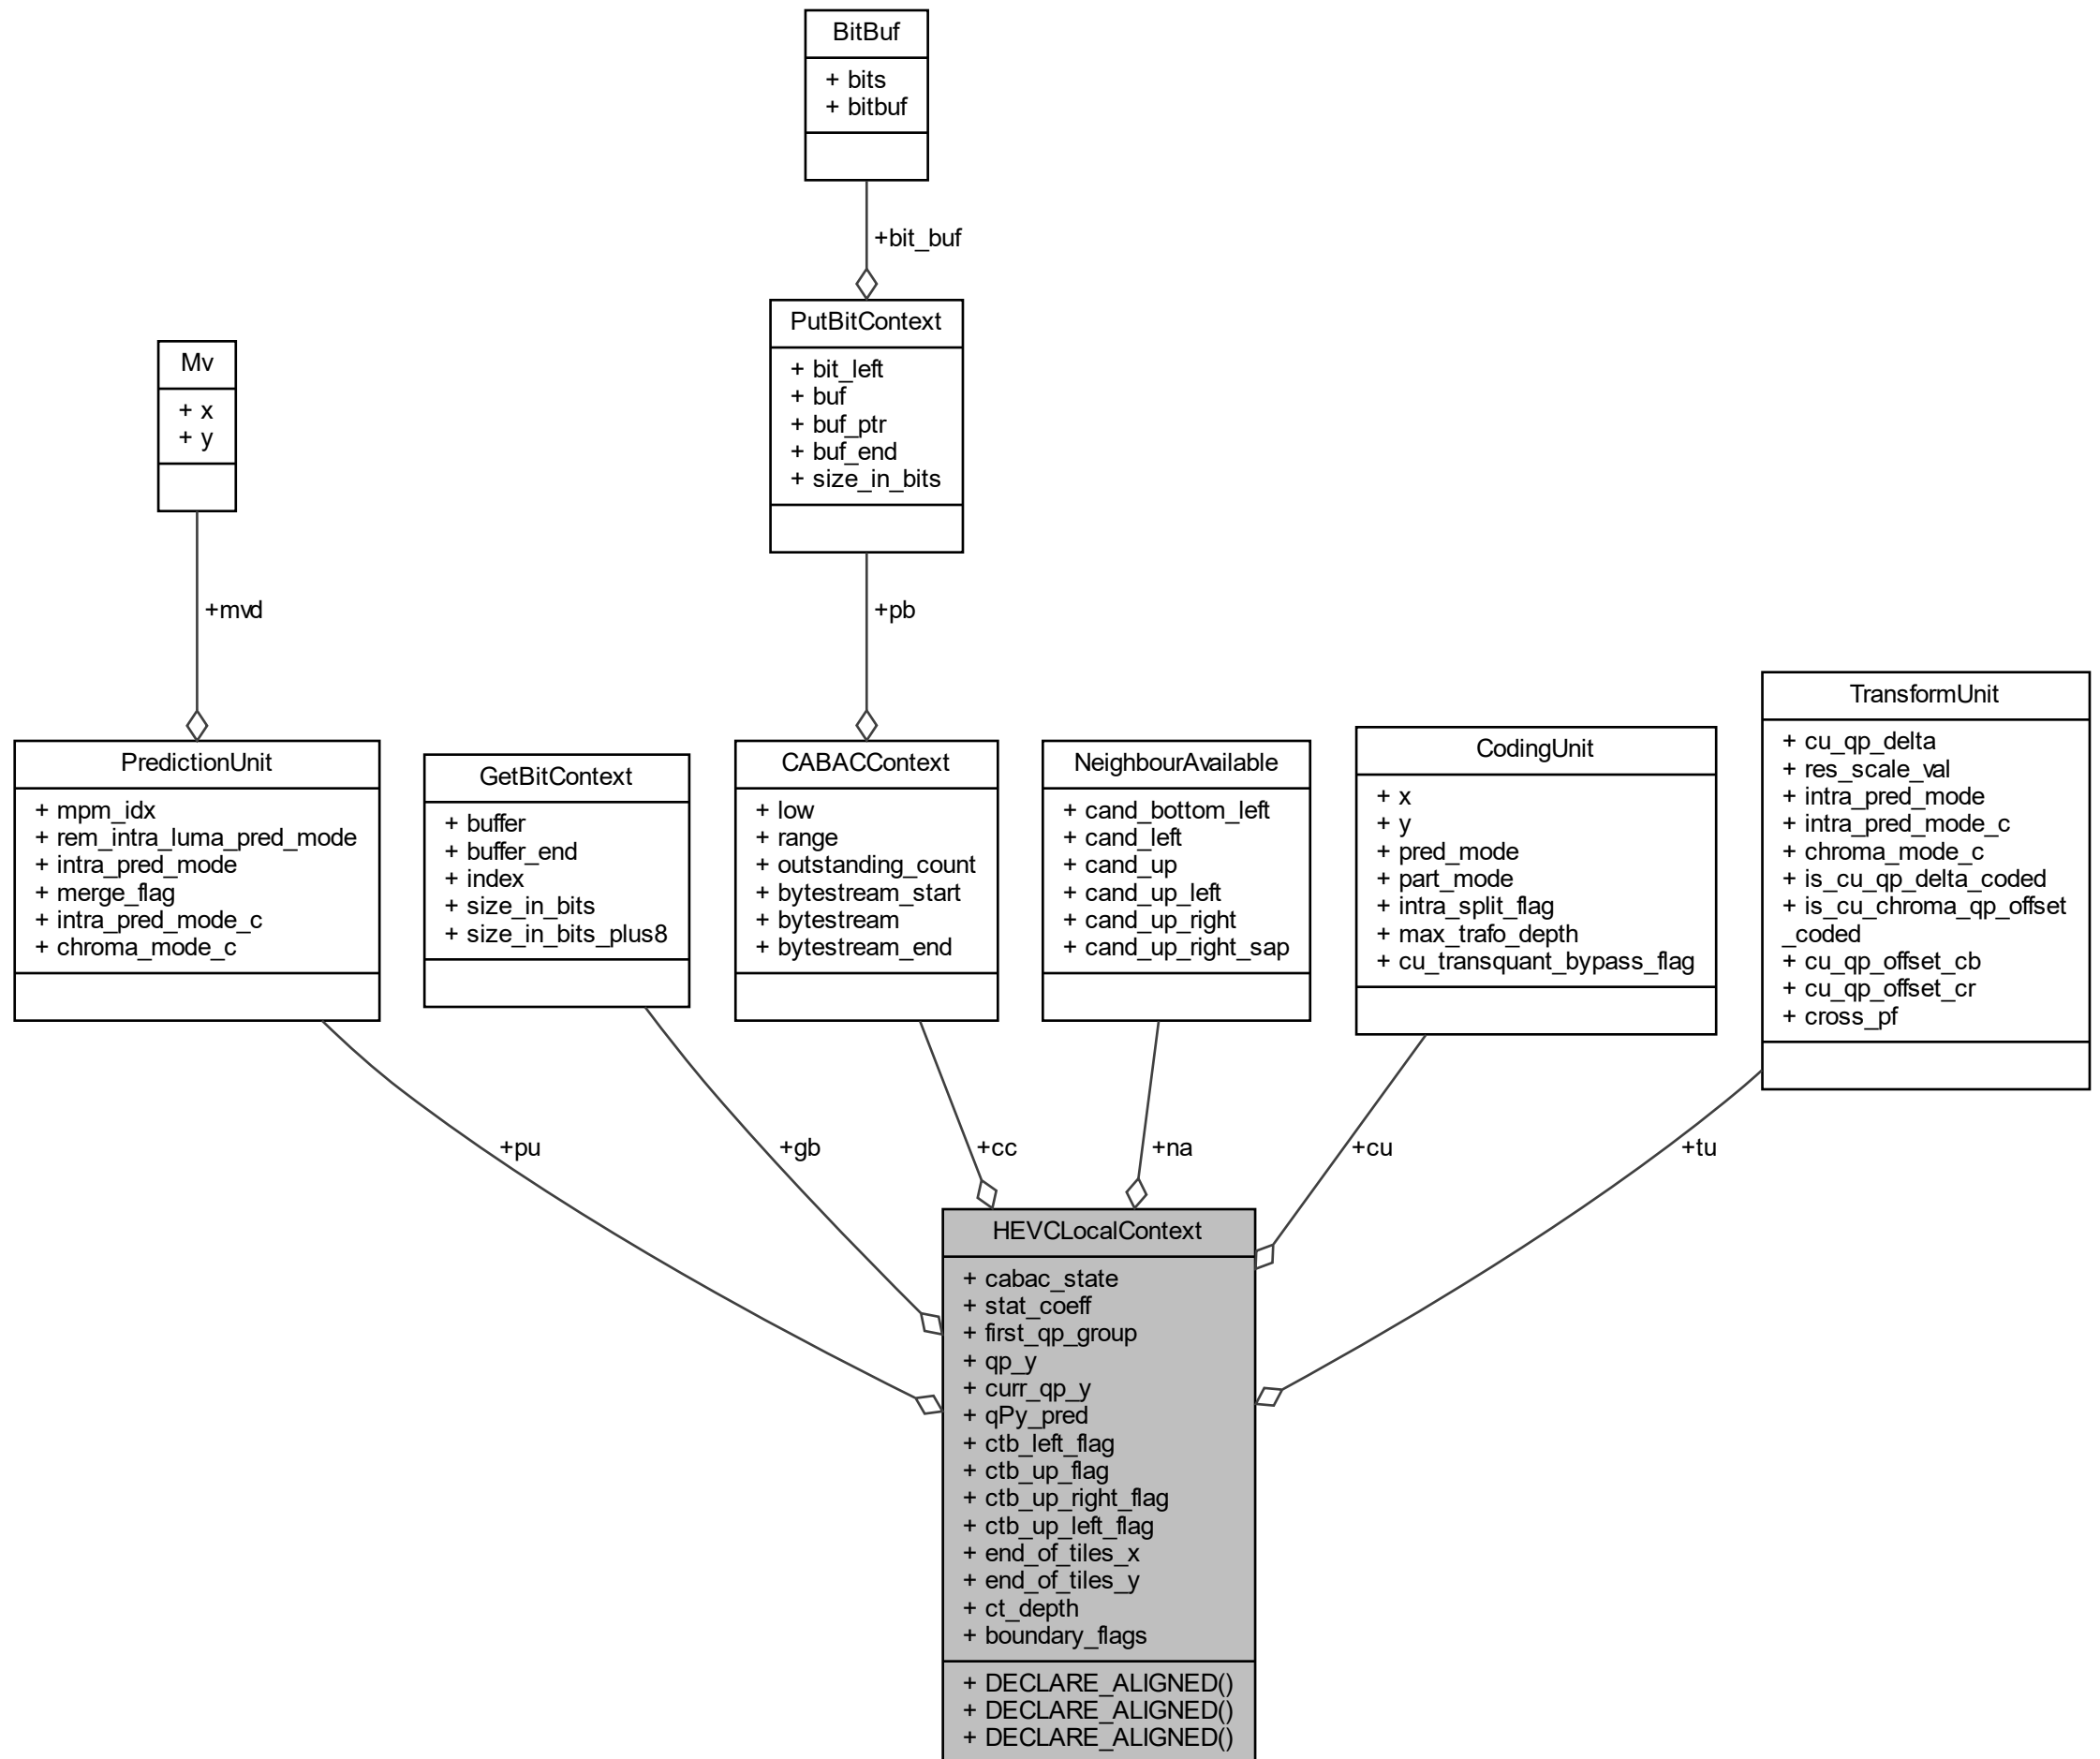 BitBuf
+ bits
+ bitbuf
+bit_buf
PutBitContext
+ bit_left
+ buf
+ buf_ptr
+ buf_end
+ size_in_bits
Mv
+ x
+ y
+mvd
+pb
PredictionUnit
+ mpm_idx
+ rem_intra_luma_pred_mode
+ intra_pred_mode
+ merge_flag
+ intra_pred_mode_c
+ chroma_mode_c
GetBitContext
+ buffer
+ buffer_end
+ index
+ size_in_bits
+ size_in_bits_plus8
CABACContext
+ low
+ range
+ outstanding_count
+ bytestream_start
+ bytestream
+ bytestream_end
NeighbourAvailable
+ cand_bottom_left
+ cand_left
+ cand_up
+ cand_up_left
+ cand_up_right
+ cand_up_right_sap
CodingUnit
+ x
+ y
+ pred_mode
+ part_mode
+ intra_split_flag
+ max_trafo_depth
+ cu_transquant_bypass_flag
TransformUnit
+ cu_qp_delta
+ res_scale_val
+ intra_pred_mode
+ intra_pred_mode_c
+ chroma_mode_c
+ is_cu_qp_delta_coded
+ is_cu_chroma_qp_offset
_coded
+ cu_qp_offset_cb
+ cu_qp_offset_cr
+ cross_pf
+pu
+gb
+cc
+na
+cu
+tu
HEVCLocalContext
+ cabac_state
+ stat_coeff
+ first_qp_group
+ qp_y
+ curr_qp_y
+ qPy_pred
+ ctb_left_flag
+ ctb_up_flag
+ ctb_up_right_flag
+ ctb_up_left_flag
+ end_of_tiles_x
+ end_of_tiles_y
+ ct_depth
+ boundary_flags
+ DECLARE_ALIGNED()
+ DECLARE_ALIGNED()
+ DECLARE_ALIGNED()